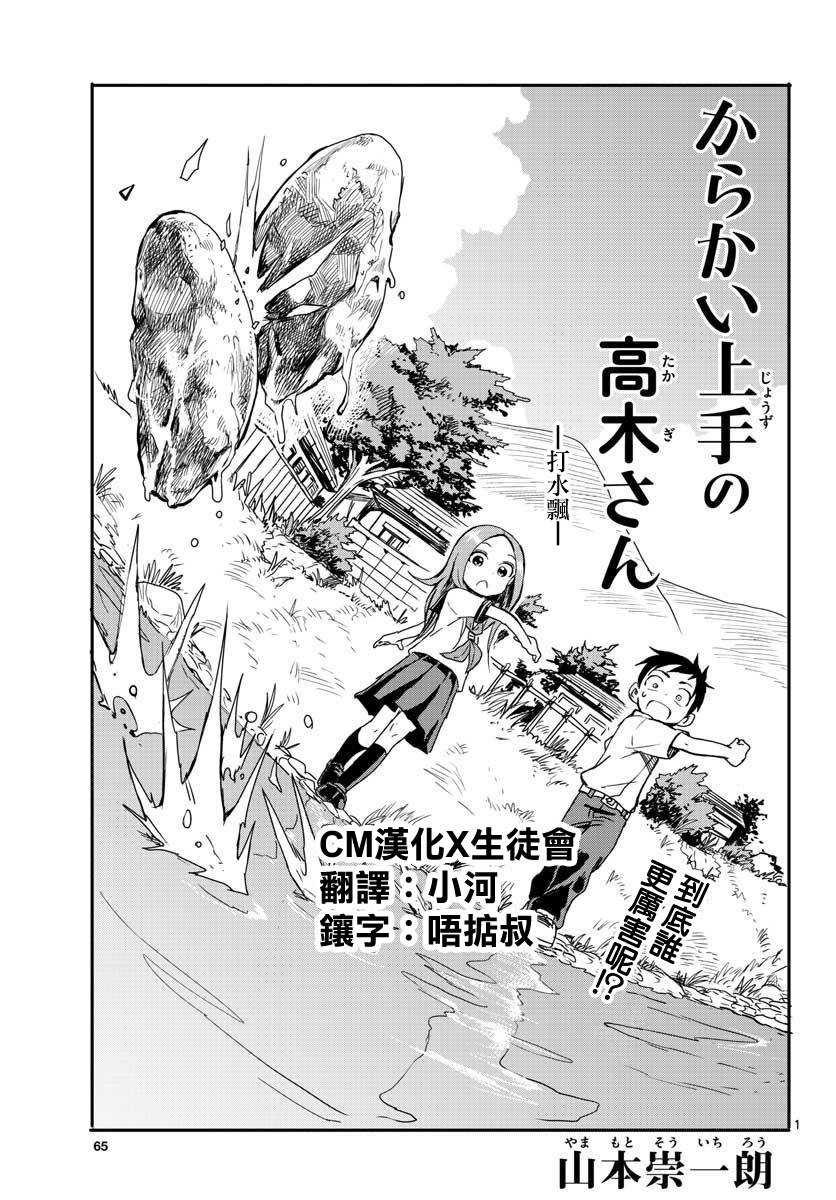 からかい上手の
じょうず
高木さん
たか
ぎ
—打水飄—
CM漢化X生徒會
翻譯：小河
鑲字：唔掂叔
到底誰
更厲害呢!?
1
65
やま もと そう いち ろう
山本崇一朗